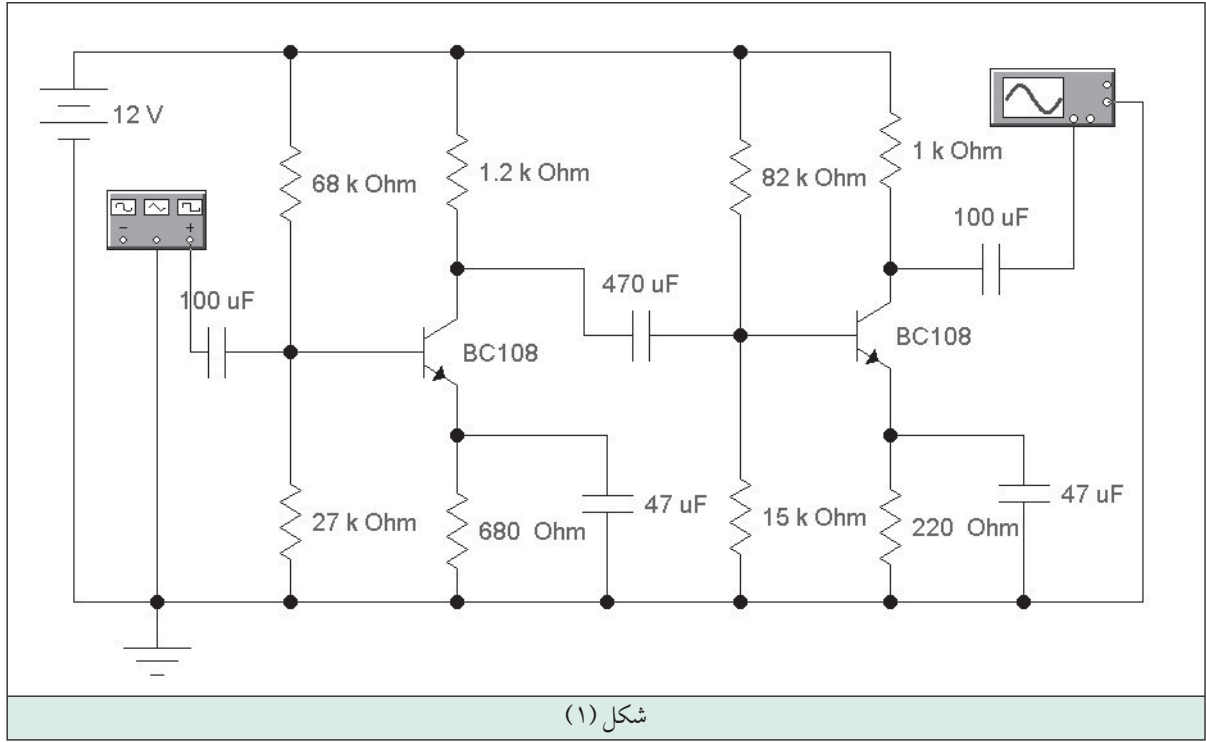 12 V
68 k Ohm
1.2 k Ohm
82 k Ohm
1 k Ohm
- +
100 uF
100 uF
470 uF
BC108
BC108
27 k Ohm
680 Ohm
47 uF
15 k Ohm
220 Ohm
47 uF
شكل (١)